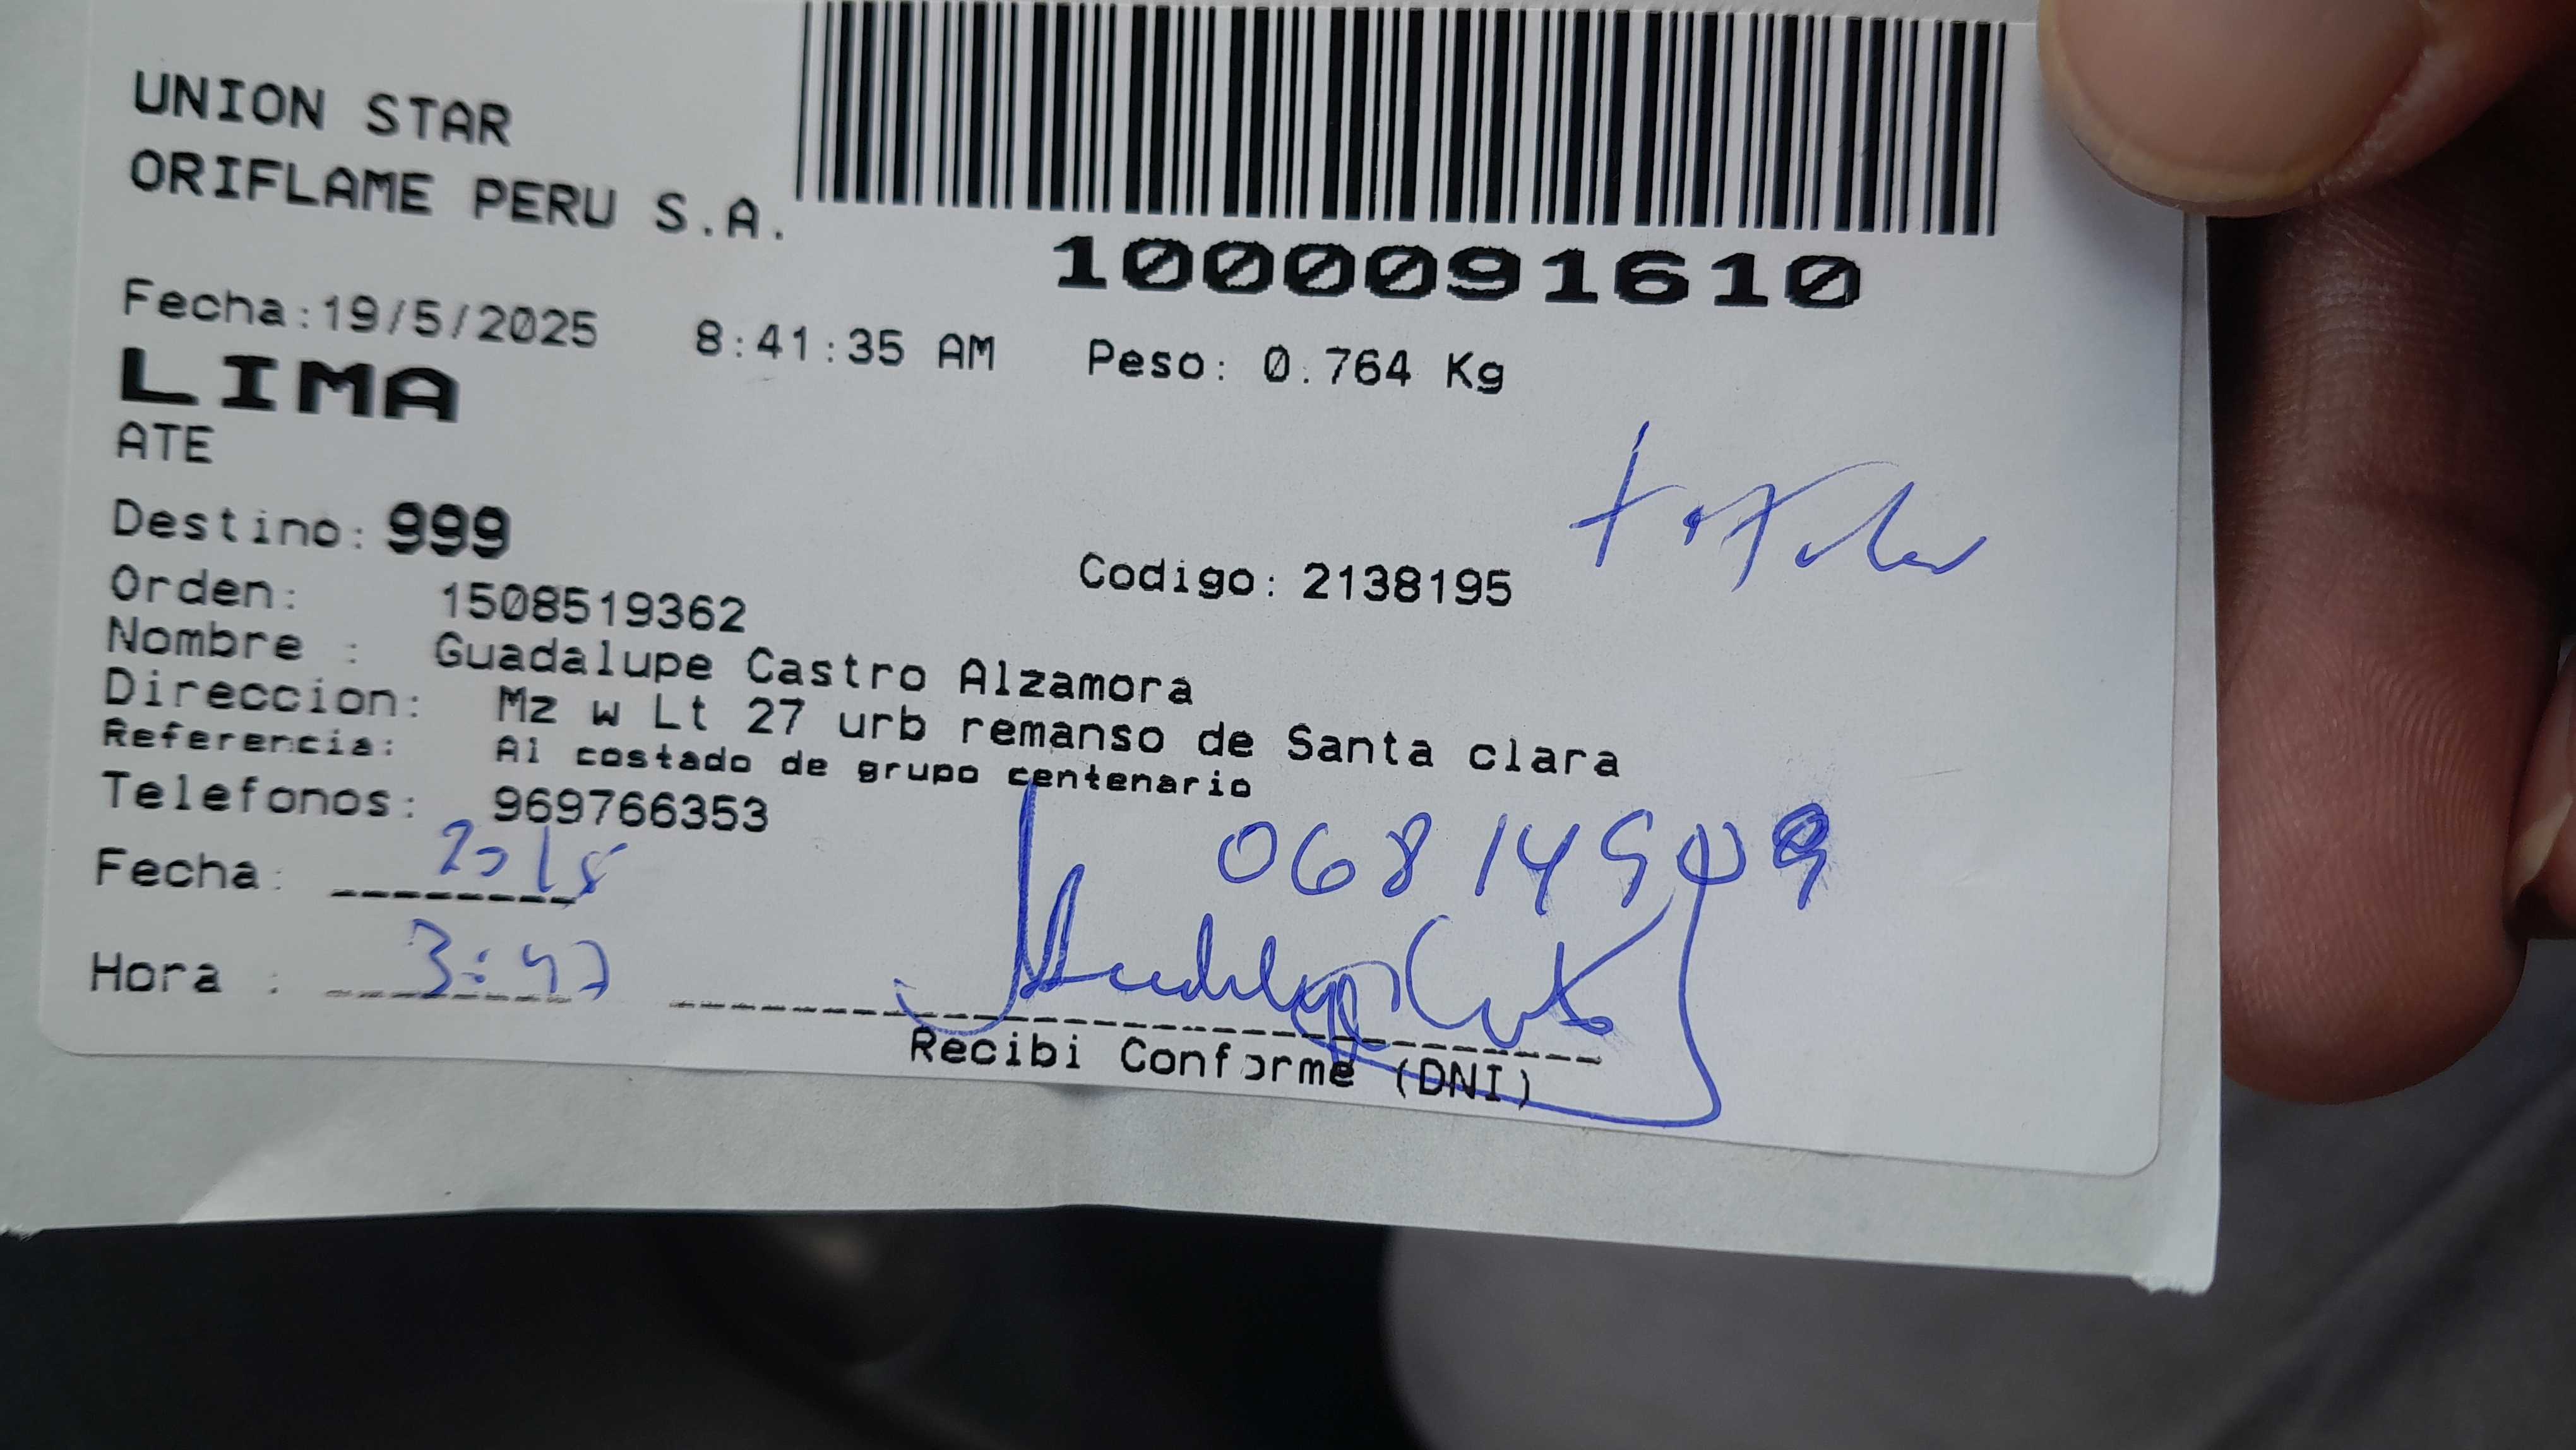 UNION STAR
ORIFLAME PERU S.A.
1000091610
Fecha:19/5/2025 8:41:35 AM Peso: 0.764 Kg
LIMA
ATE
Destino: 999
Orden: 1508519362 Codigo: 2138195
Nombre : Guadalupe Castro Alzamora
Direccion: Mz w Lt 27 urb remanso de Santa clara
Referencia: Al costado de grupo centenario
Telefonos: 969766353
Fecha: 20/5
Hora : 3:47
Recibi Conforme (DNI)